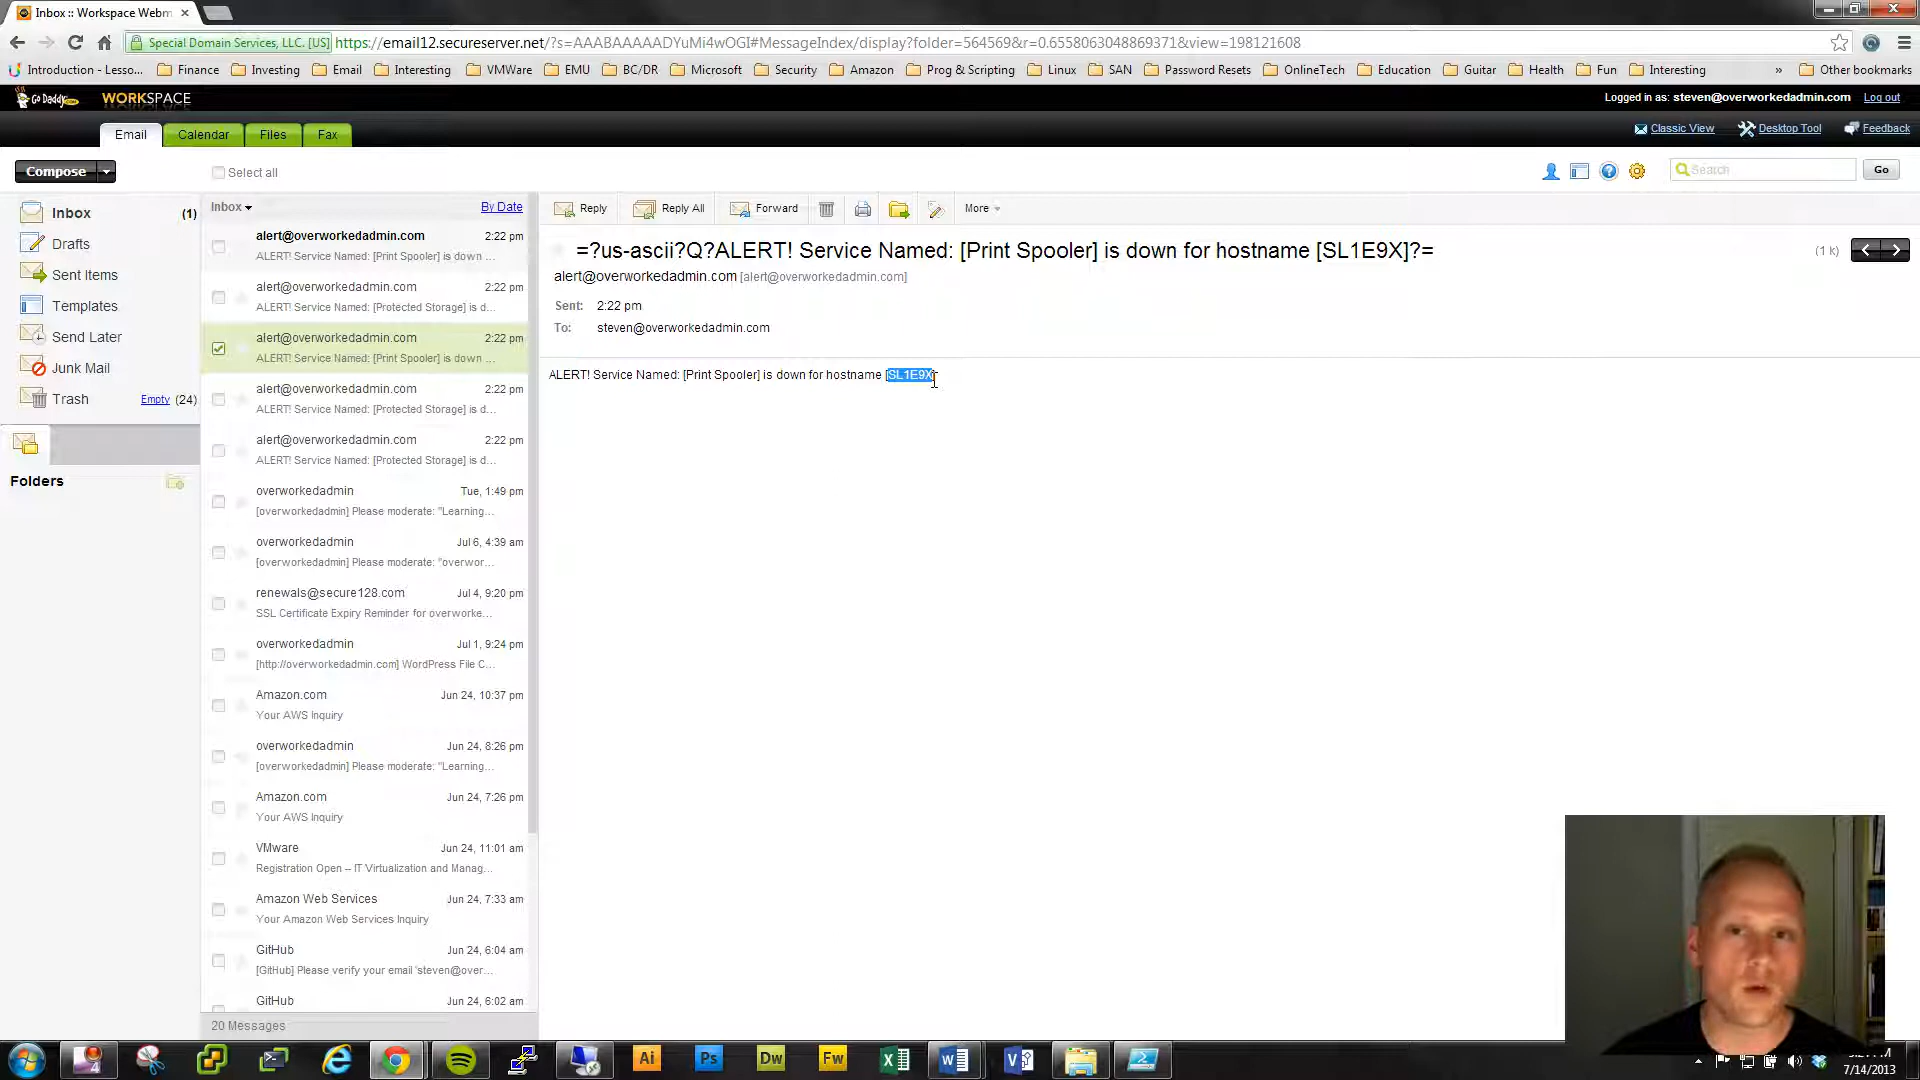 Inbox :: Workspace Webm
Special Domain Services, LLC. [US] https://email12.secureserver.net/?s=AAABAAAAADYuMi4wOGI#MessageIndex/display?folder=564569&r=0.6558063048869371&view=198121608
Introduction - Lesso... Finance Investing Email Interesting VMWare EMU BC/DR Microsoft Security Amazon Prog & Scripting Linux SAN Password Resets OnlineTech Education Guitar Health Fun Interesting » Other bookmarks
Go Daddy.com WORKSPACE
Logged in as: steven@overworkedadmin.com Log out
Email Calendar Files Fax
Classic View Desktop Tool Feedback
Compose Select all
Search Go
Inbox (1)
Drafts
Sent Items
Templates
Send Later
Junk Mail
Trash Empty (24)
Folders
Inbox By Date
alert@overworkedadmin.com 2:22 pm
ALERT! Service Named: [Print Spooler] is down ...
alert@overworkedadmin.com 2:22 pm
ALERT! Service Named: [Protected Storage] is d...
alert@overworkedadmin.com 2:22 pm
ALERT! Service Named: [Print Spooler] is down ...
alert@overworkedadmin.com 2:22 pm
ALERT! Service Named: [Protected Storage] is d...
alert@overworkedadmin.com 2:22 pm
ALERT! Service Named: [Protected Storage] is d...
overworkedadmin Tue, 1:49 pm
[overworkedadmin] Please moderate: "Learning...
overworkedadmin Jul 6, 4:39 am
[overworkedadmin] Please moderate: "overwor...
renewals@secure128.com Jul 4, 9:20 pm
SSL Certificate Expiry Reminder for overworke...
overworkedadmin Jul 1, 9:24 pm
[http://overworkedadmin.com] WordPress File C...
Amazon.com Jun 24, 10:37 pm
Your AWS Inquiry
overworkedadmin Jun 24, 8:26 pm
[overworkedadmin] Please moderate: "Learning...
Amazon.com Jun 24, 7:26 pm
Your AWS Inquiry
VMware Jun 24, 11:01 am
Registration Open -- IT Virtualization and Manag...
Amazon Web Services Jun 24, 7:33 am
Your Amazon Web Services Inquiry
GitHub Jun 24, 6:04 am
[GitHub] Please verify your email 'steven@over...
GitHub Jun 24, 6:02 am
20 Messages
Reply Reply All Forward More
=?us-ascii?Q?ALERT! Service Named: [Print Spooler] is down for hostname [SL1E9X]?=
(1 k)
alert@overworkedadmin.com [alert@overworkedadmin.com]
Sent: 2:22 pm
To: steven@overworkedadmin.com
ALERT! Service Named: [Print Spooler] is down for hostname [SL1E9X]
4
Ai Ps Dw Fw
7/14/2013